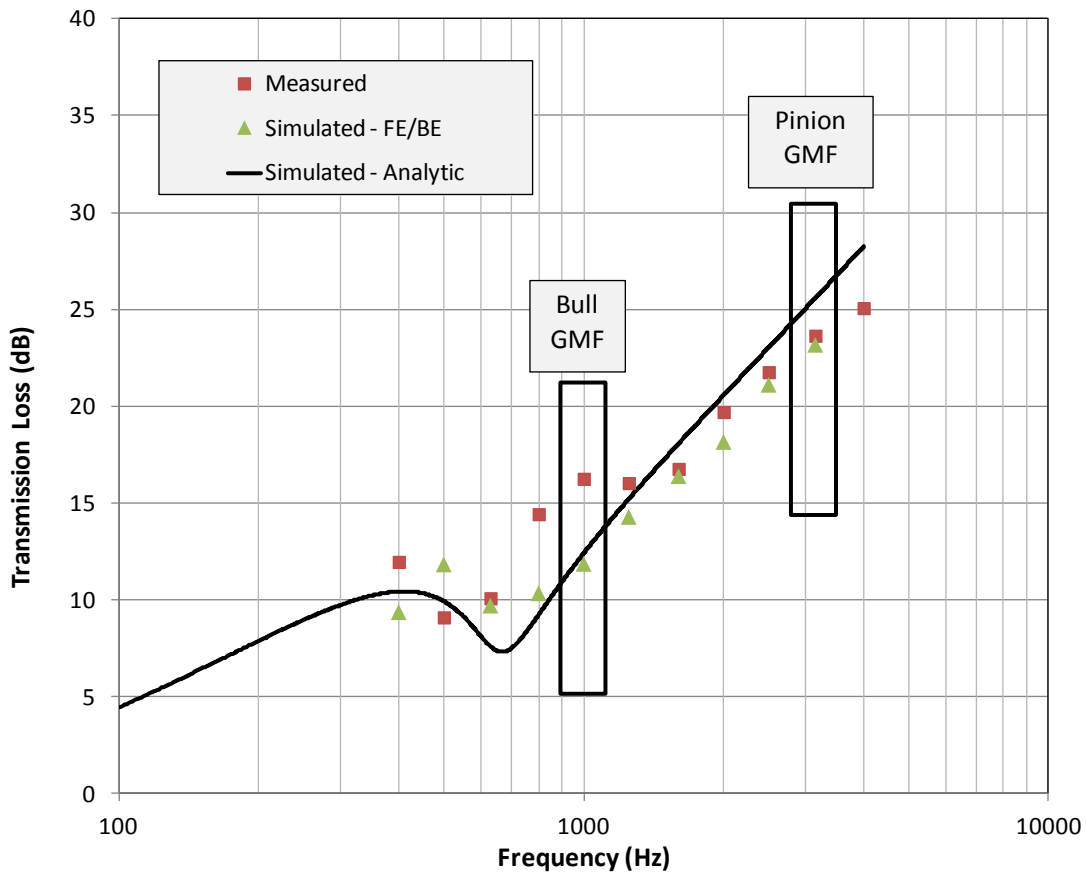 40
35
30
25
20
15
10
5
0
Transmission Loss (dB)
Measured
Simulated - FE/BE
Simulated - Analytic
Pinion
GMF
Bull
GMF
100
1000
10000
Frequency (Hz)